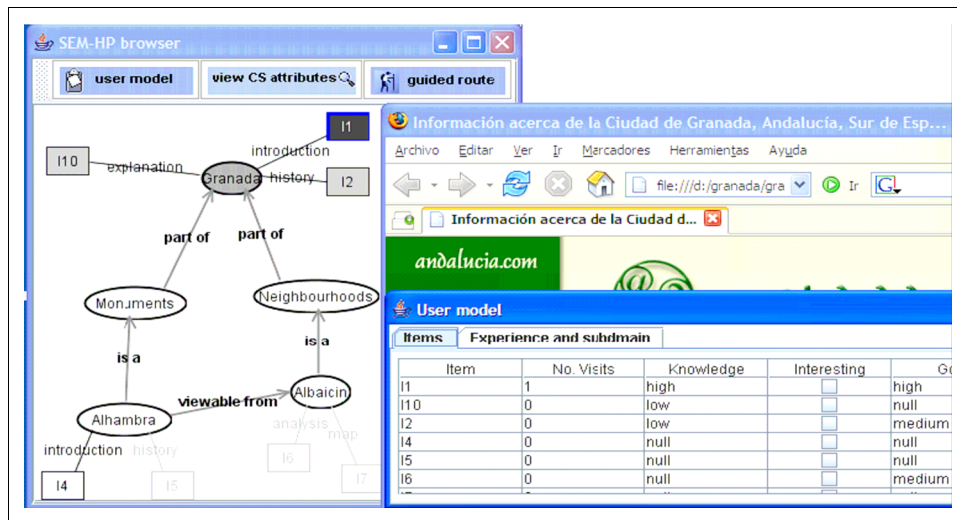 SEM-HP browser
user model
view CS attributes
guided route
I1
introduction
I10
explanation
Granada
history
I2
part of
part of
Monuments
Neighbourhoods
is a
is a
Albaicin
viewable from
Alhambra
analysis
map
introduction
history
I6
I7
I4
I5
Información acerca de la Ciudad de Granada, Andalucía, Sur de Esp...
Archivo Editar Ver Ir Marcadores Herramientas Ayuda
file:///d:/granada/gra
Ir
G
Información acerca de la Ciudad d...
andalucia.com
User model
Items
Experience and subdmain
Item No. Visits Knowledge Interesting
I1 1 high high
I10 0 low null
I2 0 low medium
I4 0 null null
I5 0 null null
I6 0 null medium